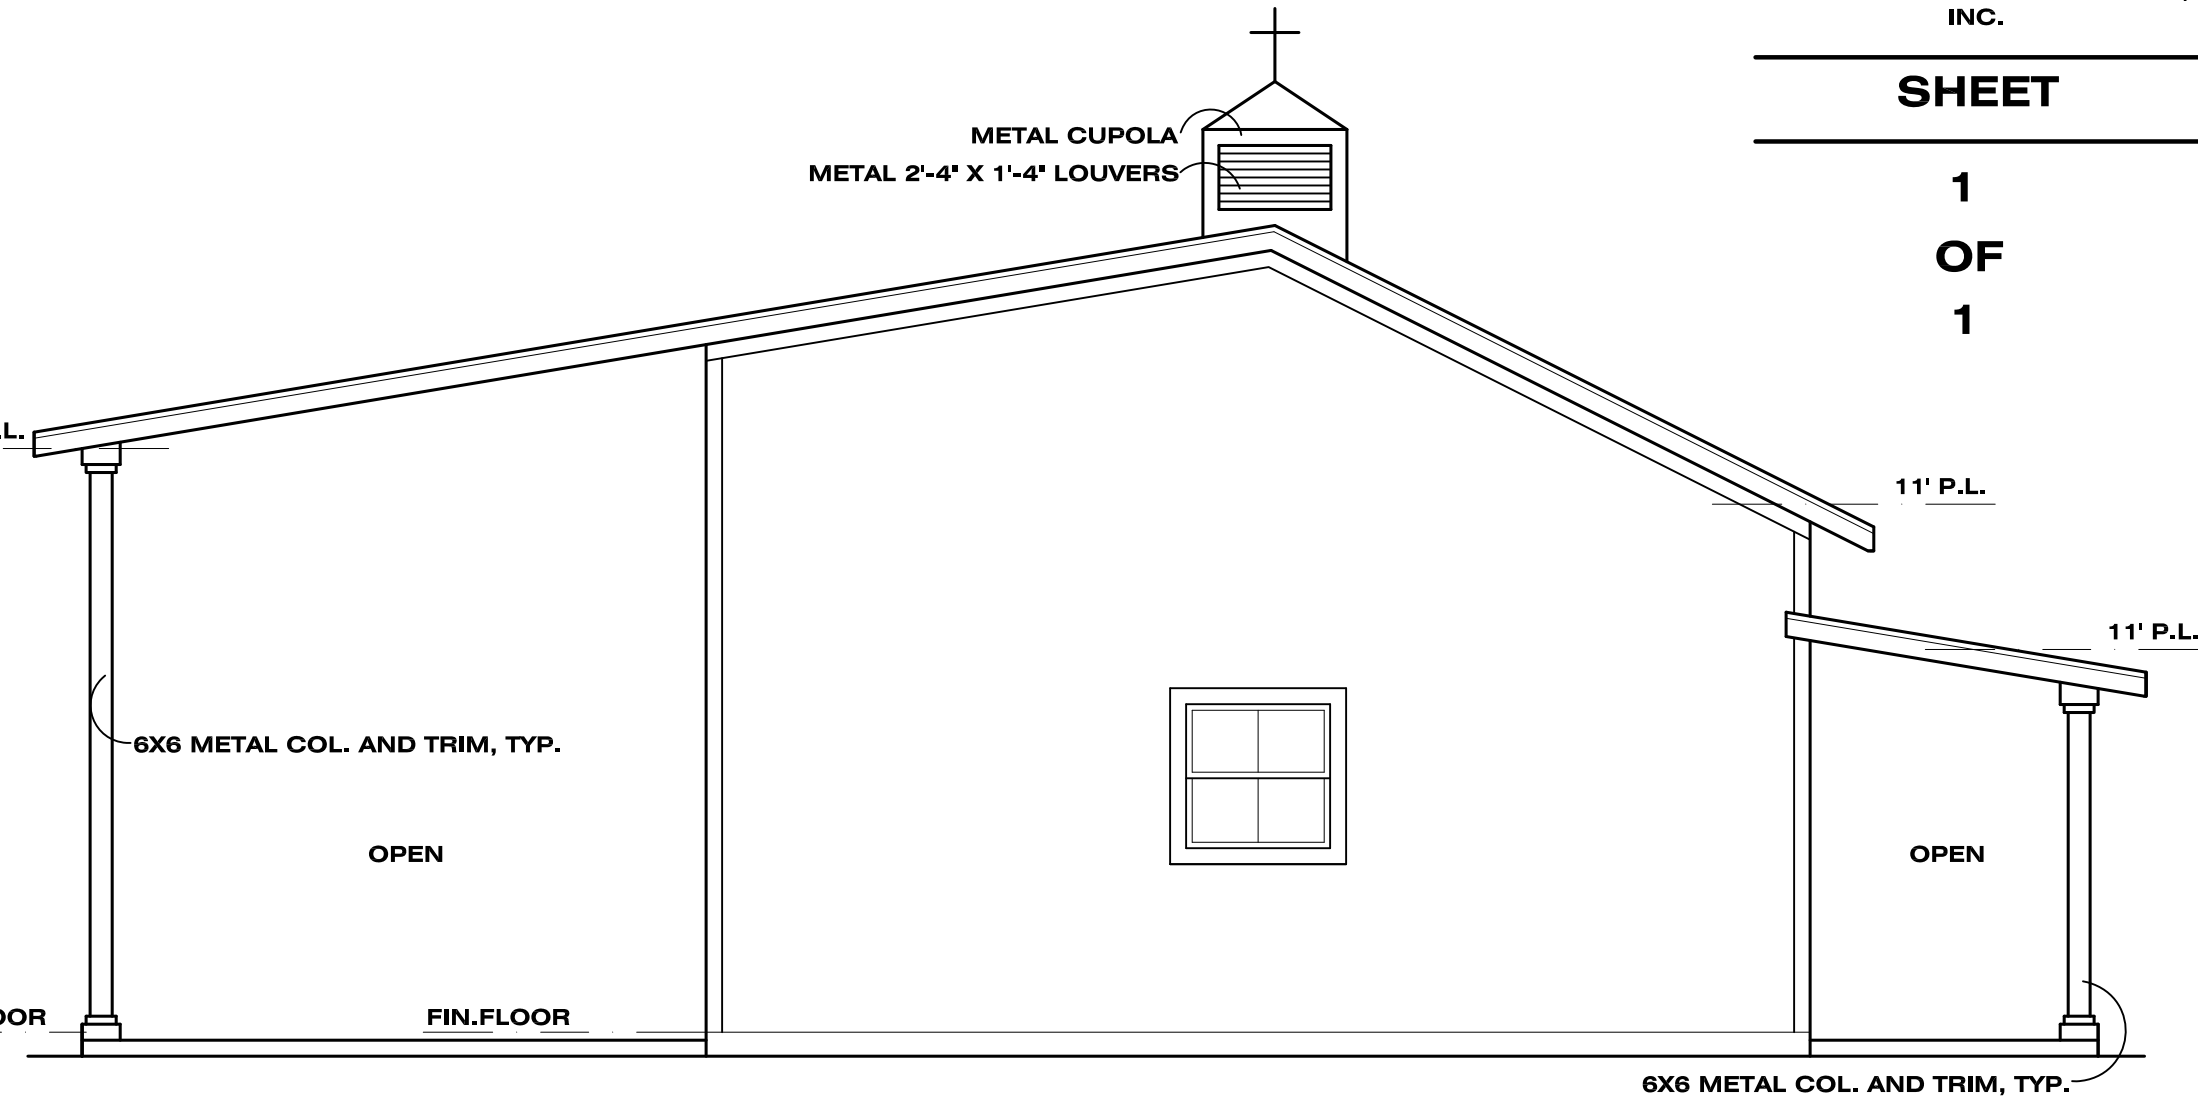 INC.
SHEET
1
OF
1
METAL CUPOLA
METAL 2'-4" X 1'-4" LOUVERS
.L.
11' P.L.
11' P.L.
6X6 METAL COL. AND TRIM, TYP.
OPEN
OPEN
OOR
FIN.FLOOR
6X6 METAL COL. AND TRIM, TYP.